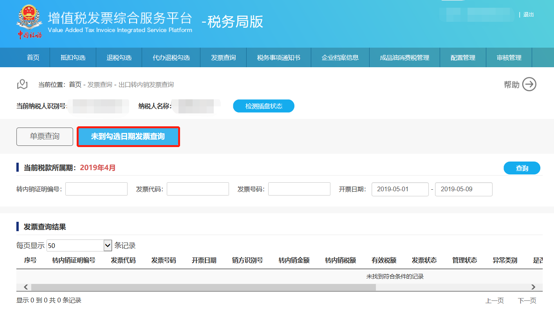 增值税发票综合服务平台 -税务局版
Value Added Tax Invoice Integrated Service Platform
退出
首页 抵扣勾选 退税勾选 代办退税勾选 发票查询 税务事项通知书 企业档案信息 成品油消费税管理 配置管理 审核管理
当前位置：首页 - 发票查询 - 出口转内销发票查询 帮助
当前纳税人识别号： 纳税人名称： 检测插盘状态
单票查询 未到勾选日期发票查询
当前税款所属期：2019年4月 查询
转内销证明编号： 发票代码： 发票号码： 开票日期： 2019-05-01 - 2019-05-09
发票查询结果
每页显示 50 条记录
序号 转内销证明编号 发票代码 发票号码 开票日期 销方识别号 转内销金额 转内销税额 有效税额 发票状态 管理状态 异常类别 是否
未找到符合条件的记录
显示 0 到 0 共 0 条记录 上一页 下一页